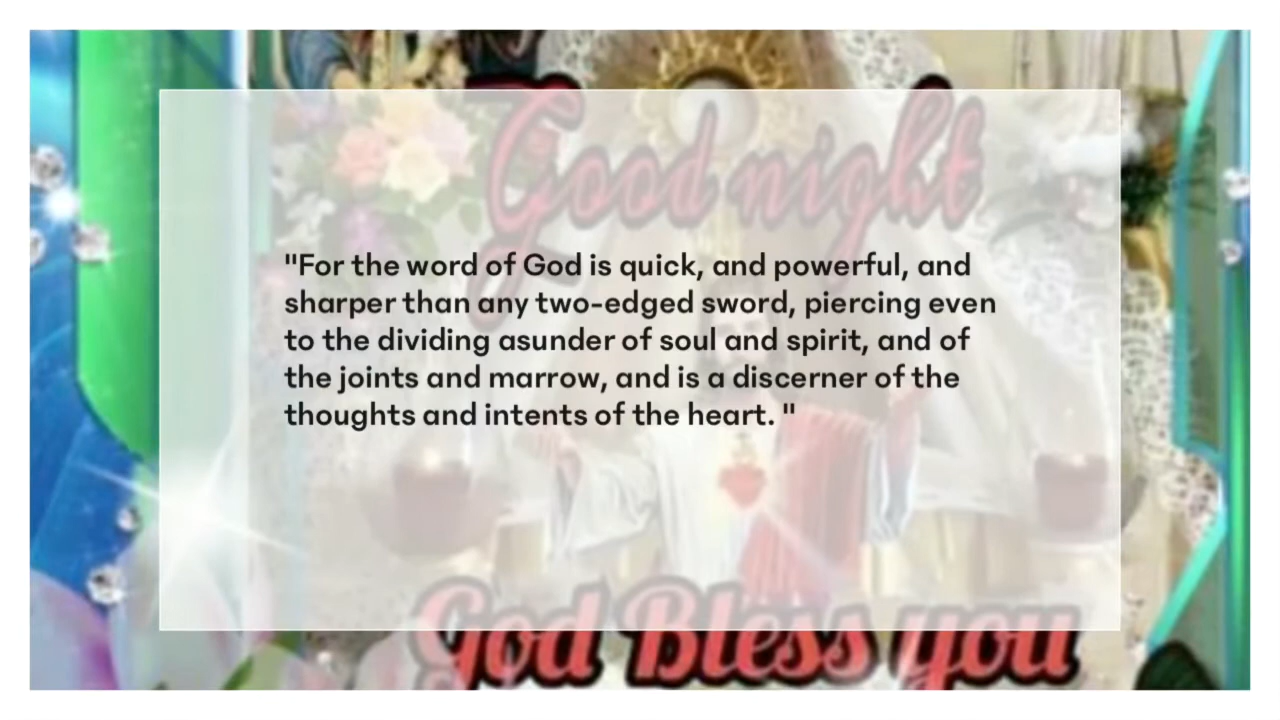 Good night
"For the word of God is quick, and powerful, and
sharper than any two-edged sword, piercing even
to the dividing asunder of soul and spirit, and of
the joints and marrow, and is a discerner of the
thoughts and intents of the heart. "
God Bless you